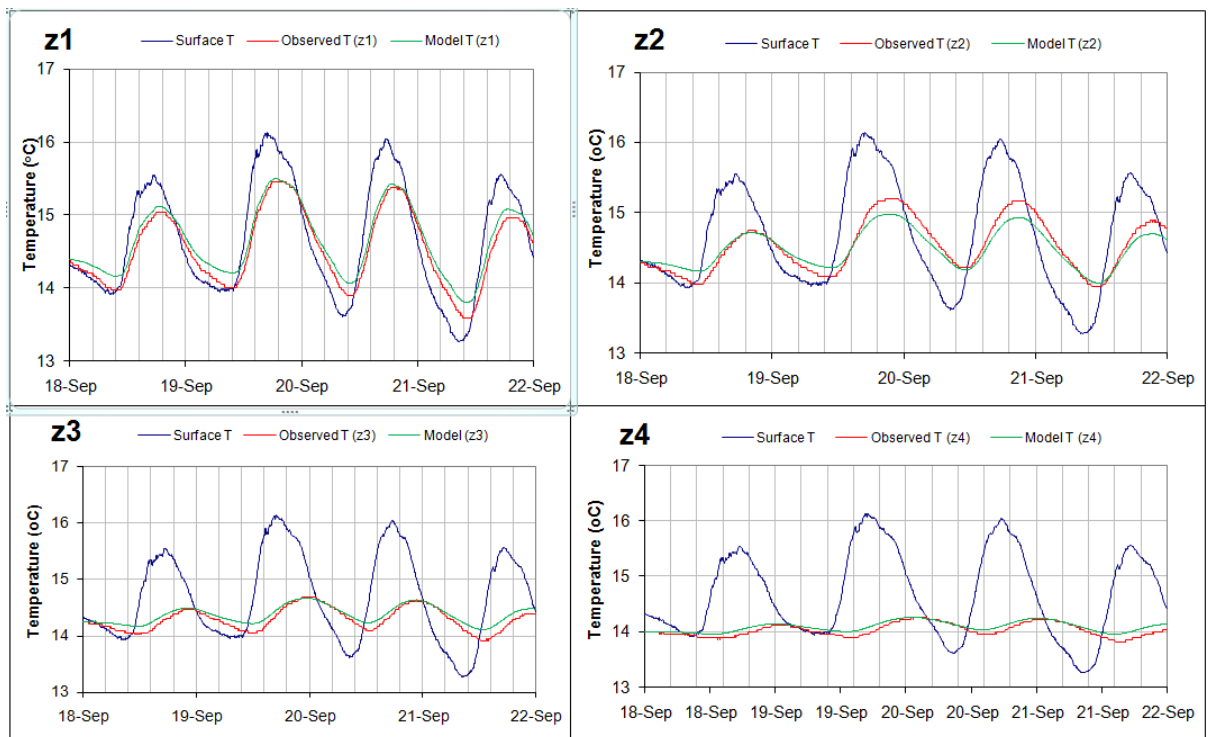 z1
Surface T Observed T (z1) Model T (z1)
Temperature (°C)
17
16
15
14
13
18-Sep 19-Sep 20-Sep 21-Sep 22-Sep
z2
Surface T Observed T (z2) Model T (z2)
Temperature (oC)
17
16
15
14
13
18-Sep 19-Sep 20-Sep 21-Sep 22-Sep
z3
Surface T Observed T (z3) Model (z3)
Temperature (oC)
17
16
15
14
13
18-Sep 19-Sep 20-Sep 21-Sep 22-Sep
z4
Surface T Observed T (z4) Model T (z4)
Temperature (oC)
17
16
15
14
13
18-Sep 18-Sep 19-Sep 19-Sep 20-Sep 20-Sep 21-Sep 21-Sep 22-Sep